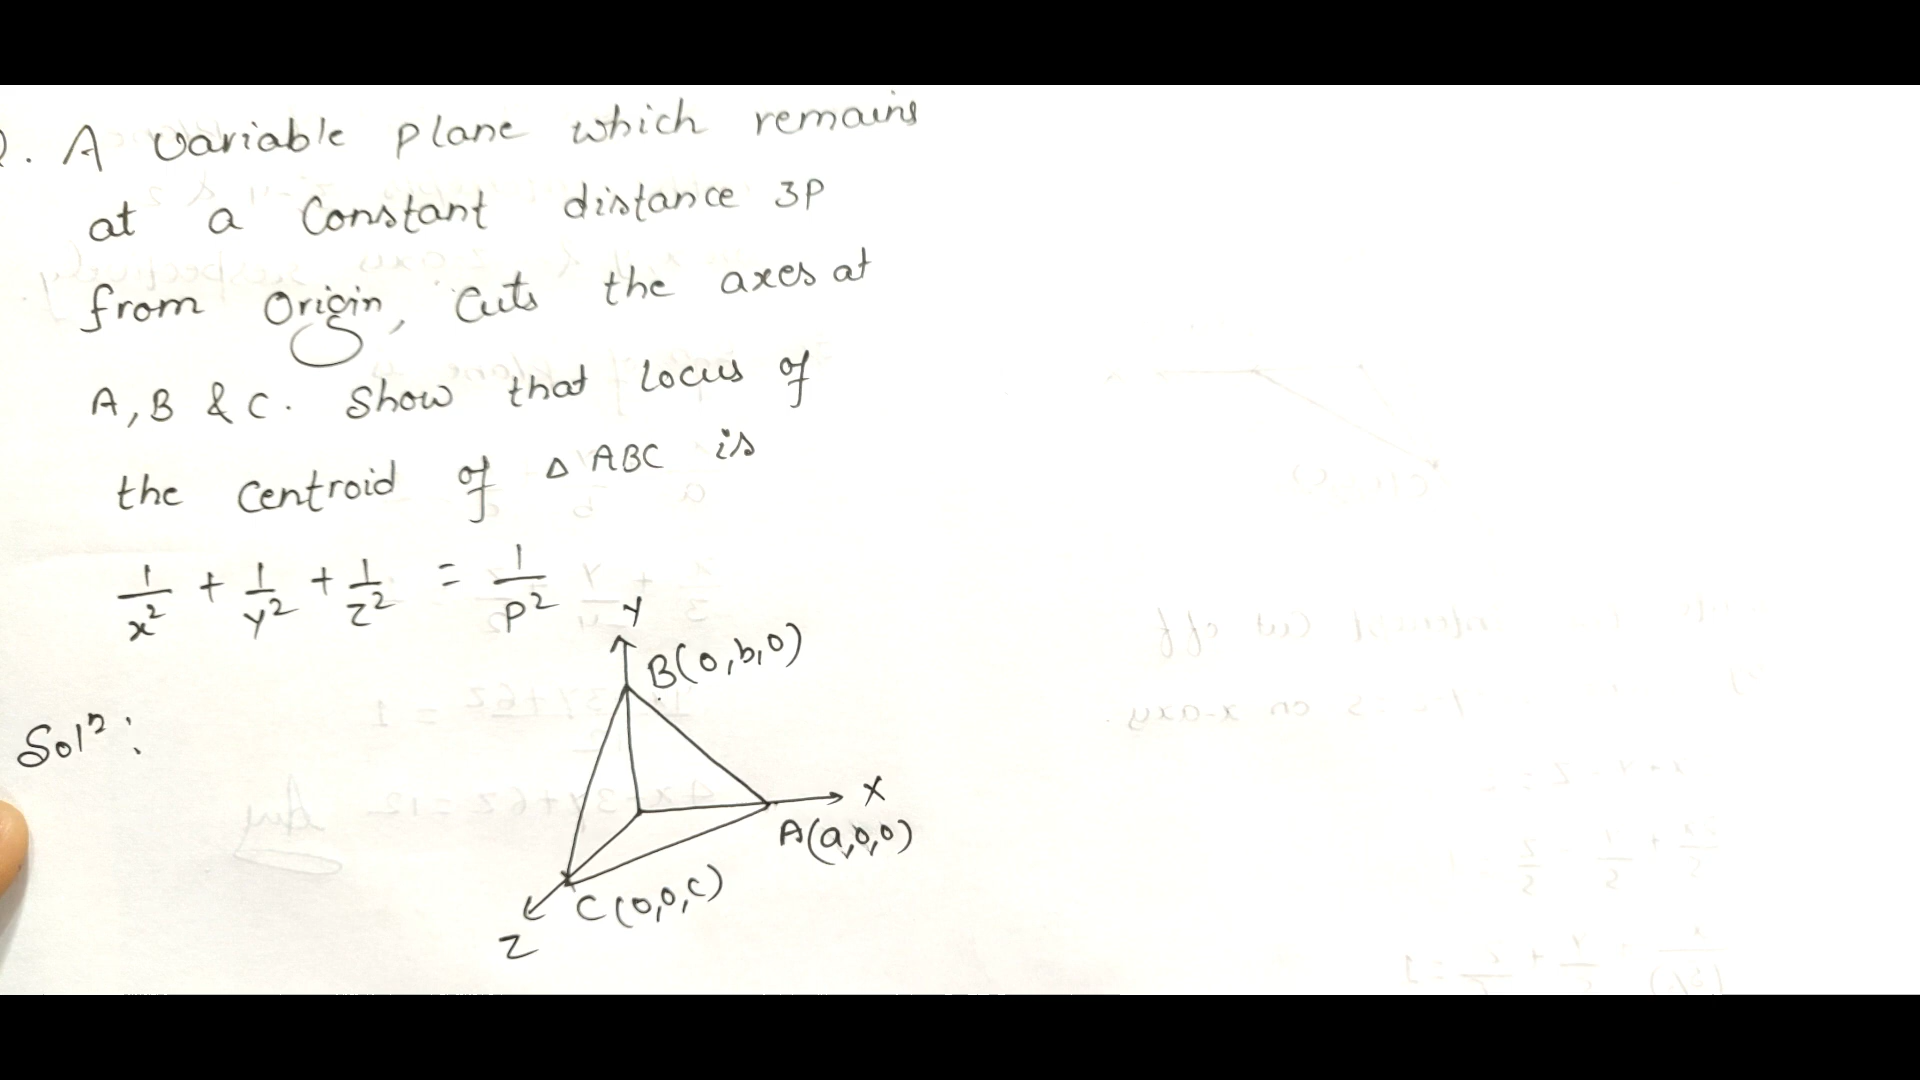 . A variable plane which remains
at a constant distance 3P
from origin, cuts the axes at
A, B & C. Show that locus of
the centroid of △ ABC is
1/x² + 1/y² + 1/z² = 1/p²
Y
B(0,b,0)
Solⁿ:
X
A(a,0,0)
C(0,0,c)
Z